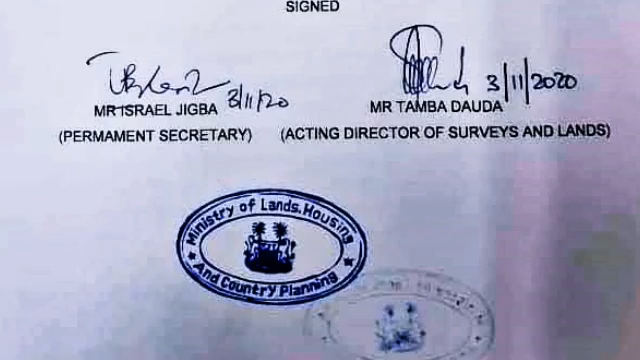 SIGNED
3/11/20
3/11/2020
MR ISRAEL JIGBA
MR TAMBA DAUDA
(PERMAMENT SECRETARY)
(ACTING DIRECTOR OF SURVEYS AND LANDS)
Ministry of Lands, Housing
And Country Planning